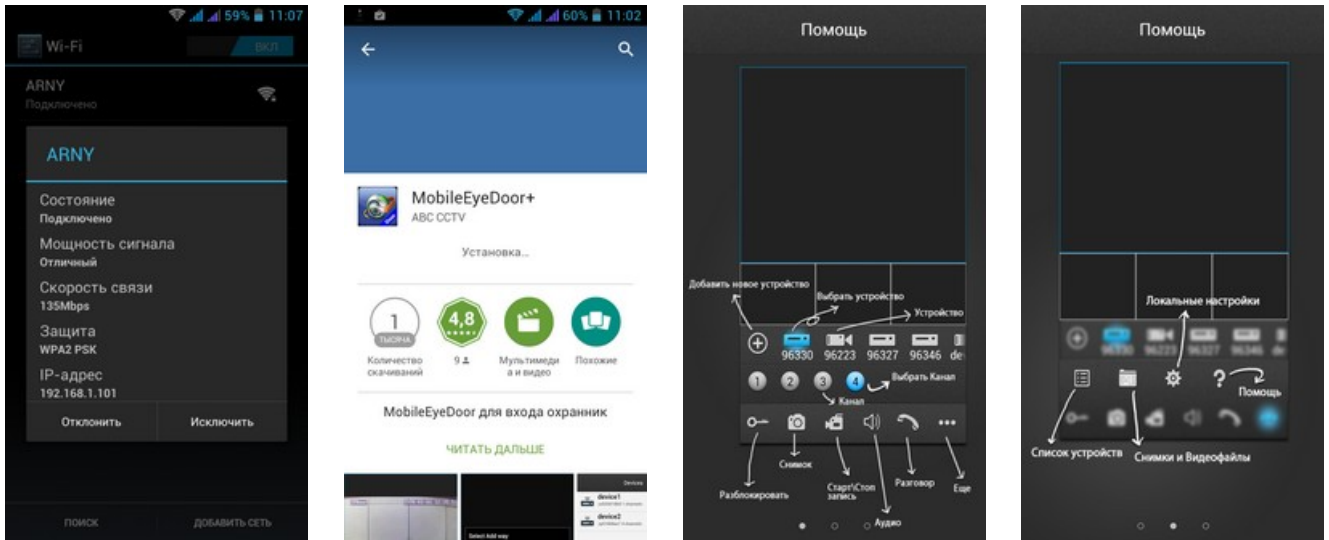 59% 11:07
Wi-Fi
ВКЛ
ARNY
Подключено
ARNY
Состояние
Подключено
Мощность сигнала
Отличный
Скорость связи
135Mbps
Защита
WPA2 PSK
IP-адрес
192.168.1.101
Отклонить
Исключить
ПОИСК
ДОБАВИТЬ СЕТЬ
60% 11:02
MobileEyeDoor+
ABC CCTV
Установка...
1
ТЫСЯЧА
4,8
Количество
скачиваний
9
Мультимеди
а и видео
Похожие
MobileEyeDoor для входа охранник
ЧИТАТЬ ДАЛЬШЕ
Select Add way
Devices
device1
device2
Помощь
Добавить новое устройство
Выбрать устройство
Устройство
96330 96223 96327 96346 de
1 2 3 4
Выбрать Канал
Канал
Снимок
Разблокировать
Старт\Стоп
запись
Разговор
Еще
Аудио
Помощь
Локальные настройки
96330 96223 96327 96346 de
?
Помощь
Список устройств
Снимки и Видеофайлы